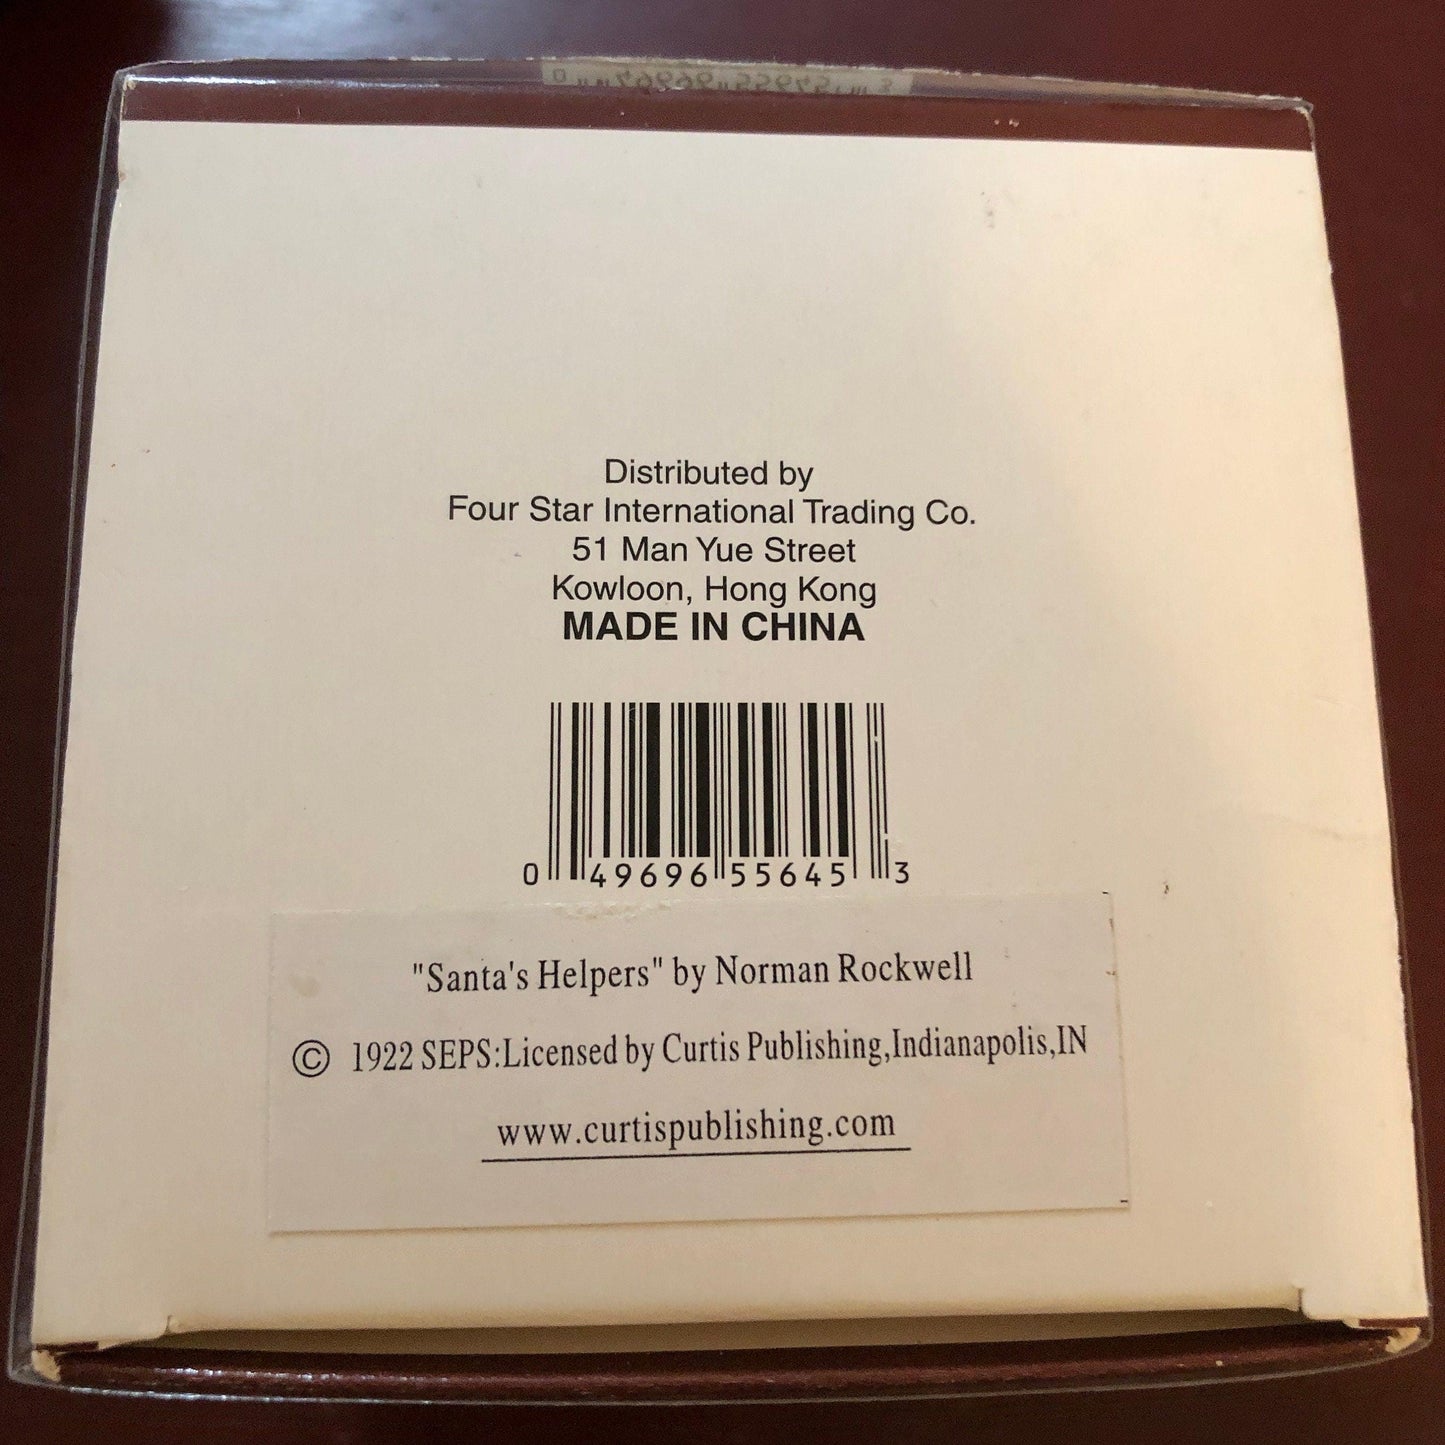 Distributed by
Four Star International Trading Co.
51 Man Yue Street
Kowloon, Hong Kong
MADE IN CHINA
0 49696 55645 3
"Santa's Helpers" by Norman Rockwell
© 1922 SEPS:Licensed by Curtis Publishing,Indianapolis,IN
www.curtispublishing.com